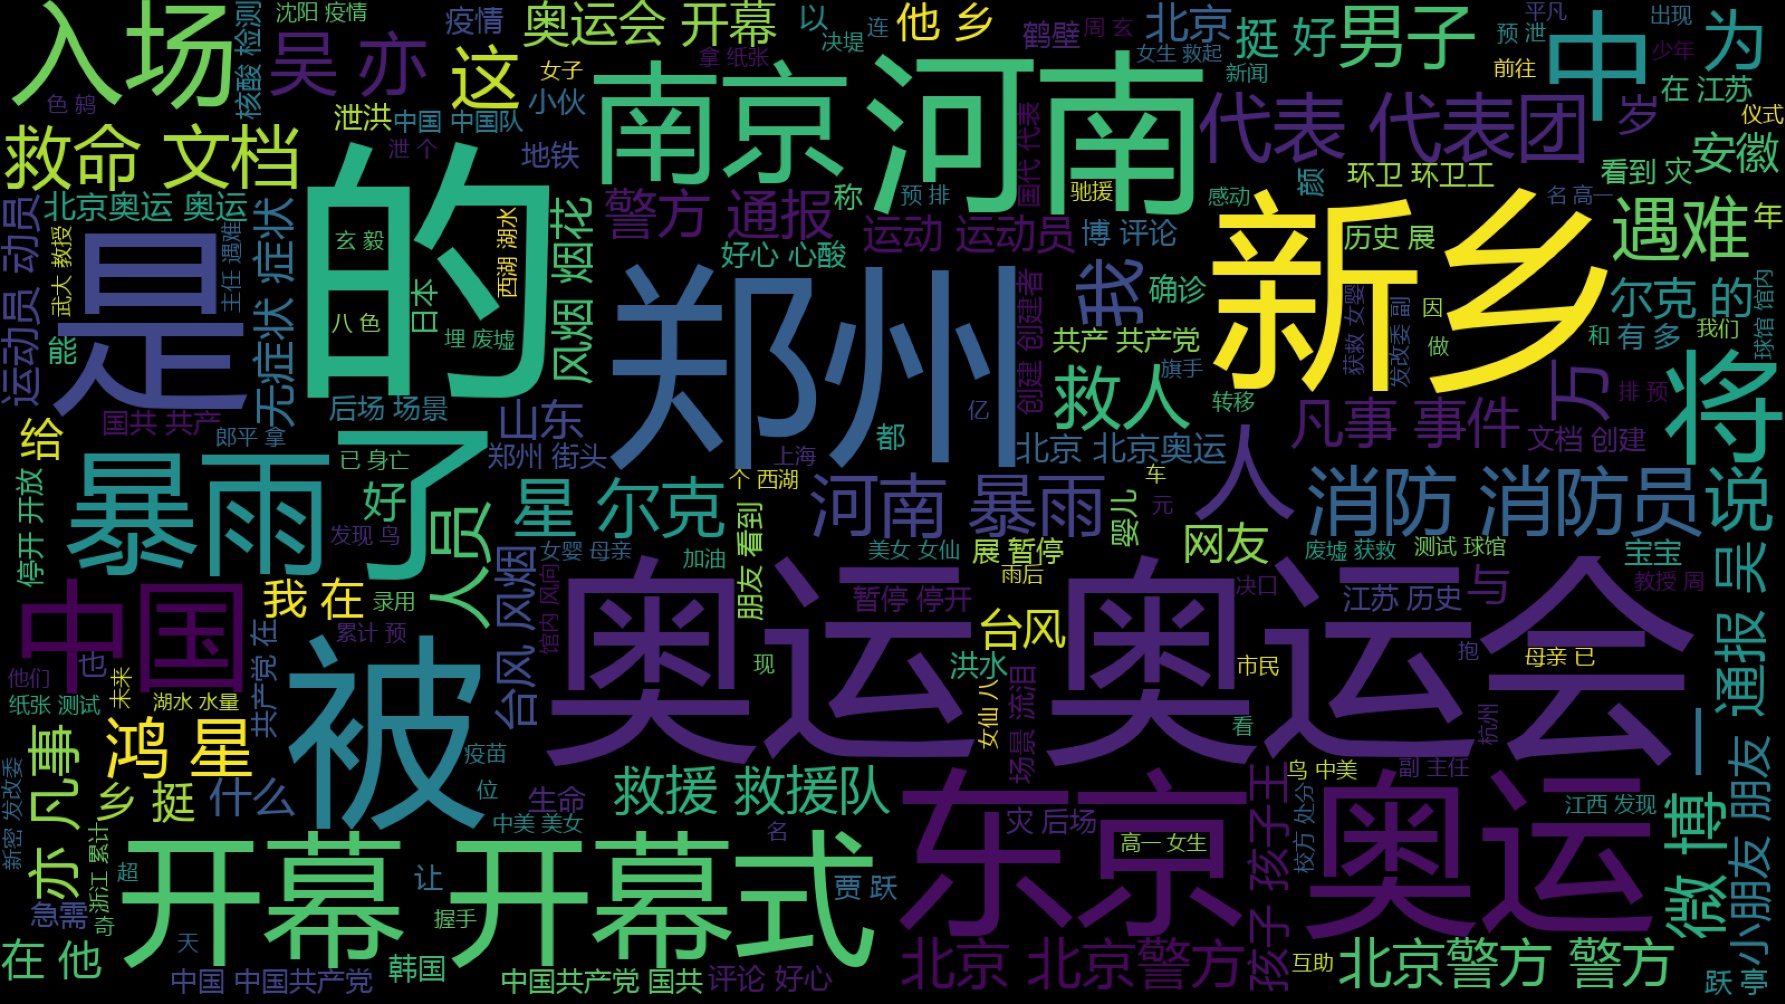 入场
核酸 检测
沈阳 疫情
疫情
奥运会 开幕
以
决堤
连
他 乡
鹤壁
周 玄
北京
挺 好
男子
平凡
预 泄
出现
少年
中
为
吴 亦
这
女子
小伙
拿 纸张
女生 救起
新闻
前往
在 江苏
仪式
色 鸫
泄洪
中国 中国队
泄 个
地铁
南京
河南
国代 代表
代表 代表团
岁
安徽
救命 文档
的
驰援
感动
颜
环卫 环卫工
看到 灾
名 高一
北京奥运 奥运
警方 通报
称
预 排
运动 运动员
博 评论
新乡
历史 展
遇难
年
运动员 动员
武大 教授
是
主任 遇难
无症状 症状
玄 毅
西湖 湖水
风烟 烟花
好心 心酸
我
确诊
尔克 的
球馆 馆内
八 色
日本
埋 废墟
郑州
创建 创建者
共产 共产党
旗手
获救 女婴
发改委 副
因
做
和
有 多
我们
能
国共 共产
后场 场景
山东
救人
转移
凡事 事件
万
排 预
将
给
郎平 拿
已 身亡
了
郑州 街头
都
亿
上海
北京 北京奥运
人
文档 创建
停开 开放
暴雨
好
发现 鸟
人员
星 尔克
个 西湖
河南 暴雨
车
元
婴儿
消防 消防员
说
女婴 母亲
加油
朋友 看到
美女 女仙
展 暂停
雨后
网友
废墟 获救
测试 球馆
宝宝
中国
我 在
录用
累计 预
台风 风烟
馆内 风向
奥运 奥运会
暂停 停开
台风
决口
江苏 历史
与
教授 周
吴
通报
他们
也
未来
共产党 在
被
现
洪水
市民
抱
母亲 已
纸张 测试
湖水 水量
鸿 星
疫苗
女仙 八
场景 流泪
看
杭州
一
亦 凡事
乡 挺
什么
位
生命
救援 救援队
鸟 中美
副 主任
新密 发改委
浙江 累计
中美 美女
名
东京
灾 后场
高一 女生
孩子 孩子王
校方 处分
奥运
江西 发现
微 博
小朋友 朋友
超
开幕 开幕式
让
贾 跃
急需
奇
握手
在 他
天
韩国
中国 中国共产党
中国共产党 国共
评论 好心
北京 北京警方
互助
北京警方 警方
跃 亭